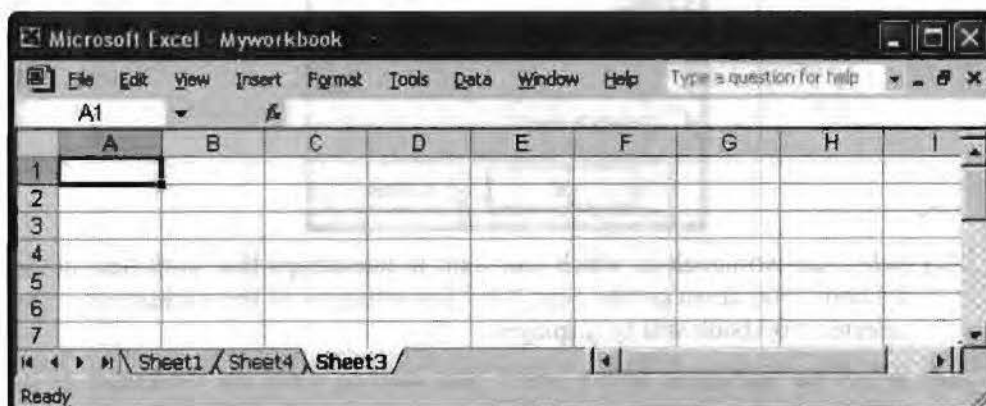 Microsoft Excel Myworkbook
File Edit View Insert Format Tools Data Window Help Type a question for help
A1 fx
A B C D E F G H I
1
2
3
4
5
6
7
Sheet1 Sheet4 Sheet3
Ready